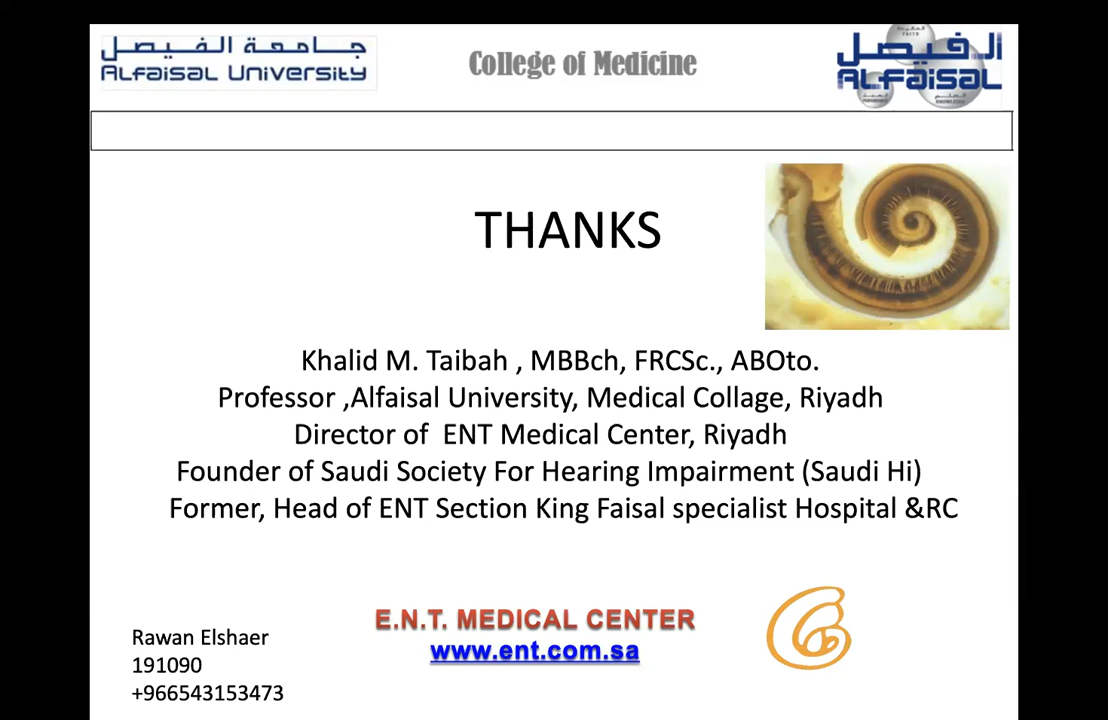 جامعة الفيصل
Alfaisal University
College of Medicine
الفيصل
ALFAISAL
THANKS
Khalid M. Taibah , MBBch, FRCSc., ABOto.
Professor ,Alfaisal University, Medical Collage, Riyadh
Director of ENT Medical Center, Riyadh
Founder of Saudi Society For Hearing Impairment (Saudi Hi)
Former, Head of ENT Section King Faisal specialist Hospital &RC
E.N.T. MEDICAL CENTER
www.ent.com.sa
Rawan Elshaer
191090
+966543153473